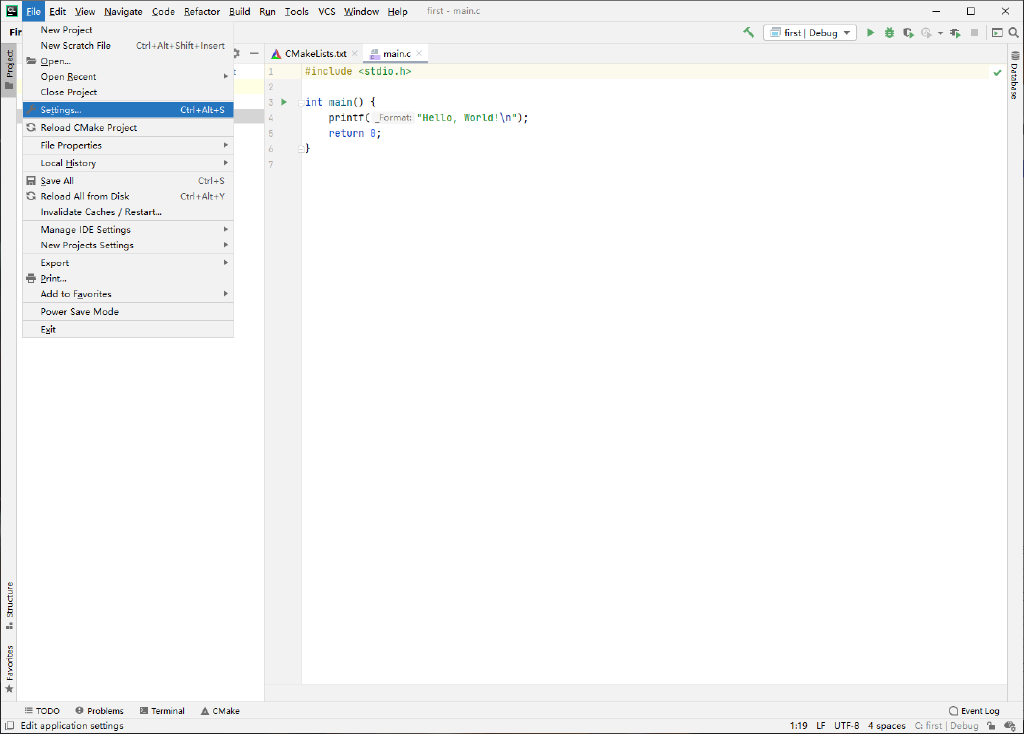 File Edit View Navigate Code Refactor Build Run Tools VCS Window Help first - main.c
New Project
New Scratch File Ctrl+Alt+Shift+Insert
Open...
Open Recent
Close Project
Settings... Ctrl+Alt+S
Reload CMake Project
File Properties
Local History
Save All Ctrl+S
Reload All from Disk Ctrl+Alt+Y
Invalidate Caches / Restart...
Manage IDE Settings
New Projects Settings
Export
Print...
Add to Favorites
Power Save Mode
Exit
first | Debug
Project
CMakeLists.txt main.c
1 #include <stdio.h>
2
3 int main() {
4 printf( _Format: "Hello, World!\n");
5 return 0;
6 }
7
Database
Structure
Favorites
TODO Problems Terminal CMake Event Log
Edit application settings 1:19 LF UTF-8 4 spaces C: first | Debug